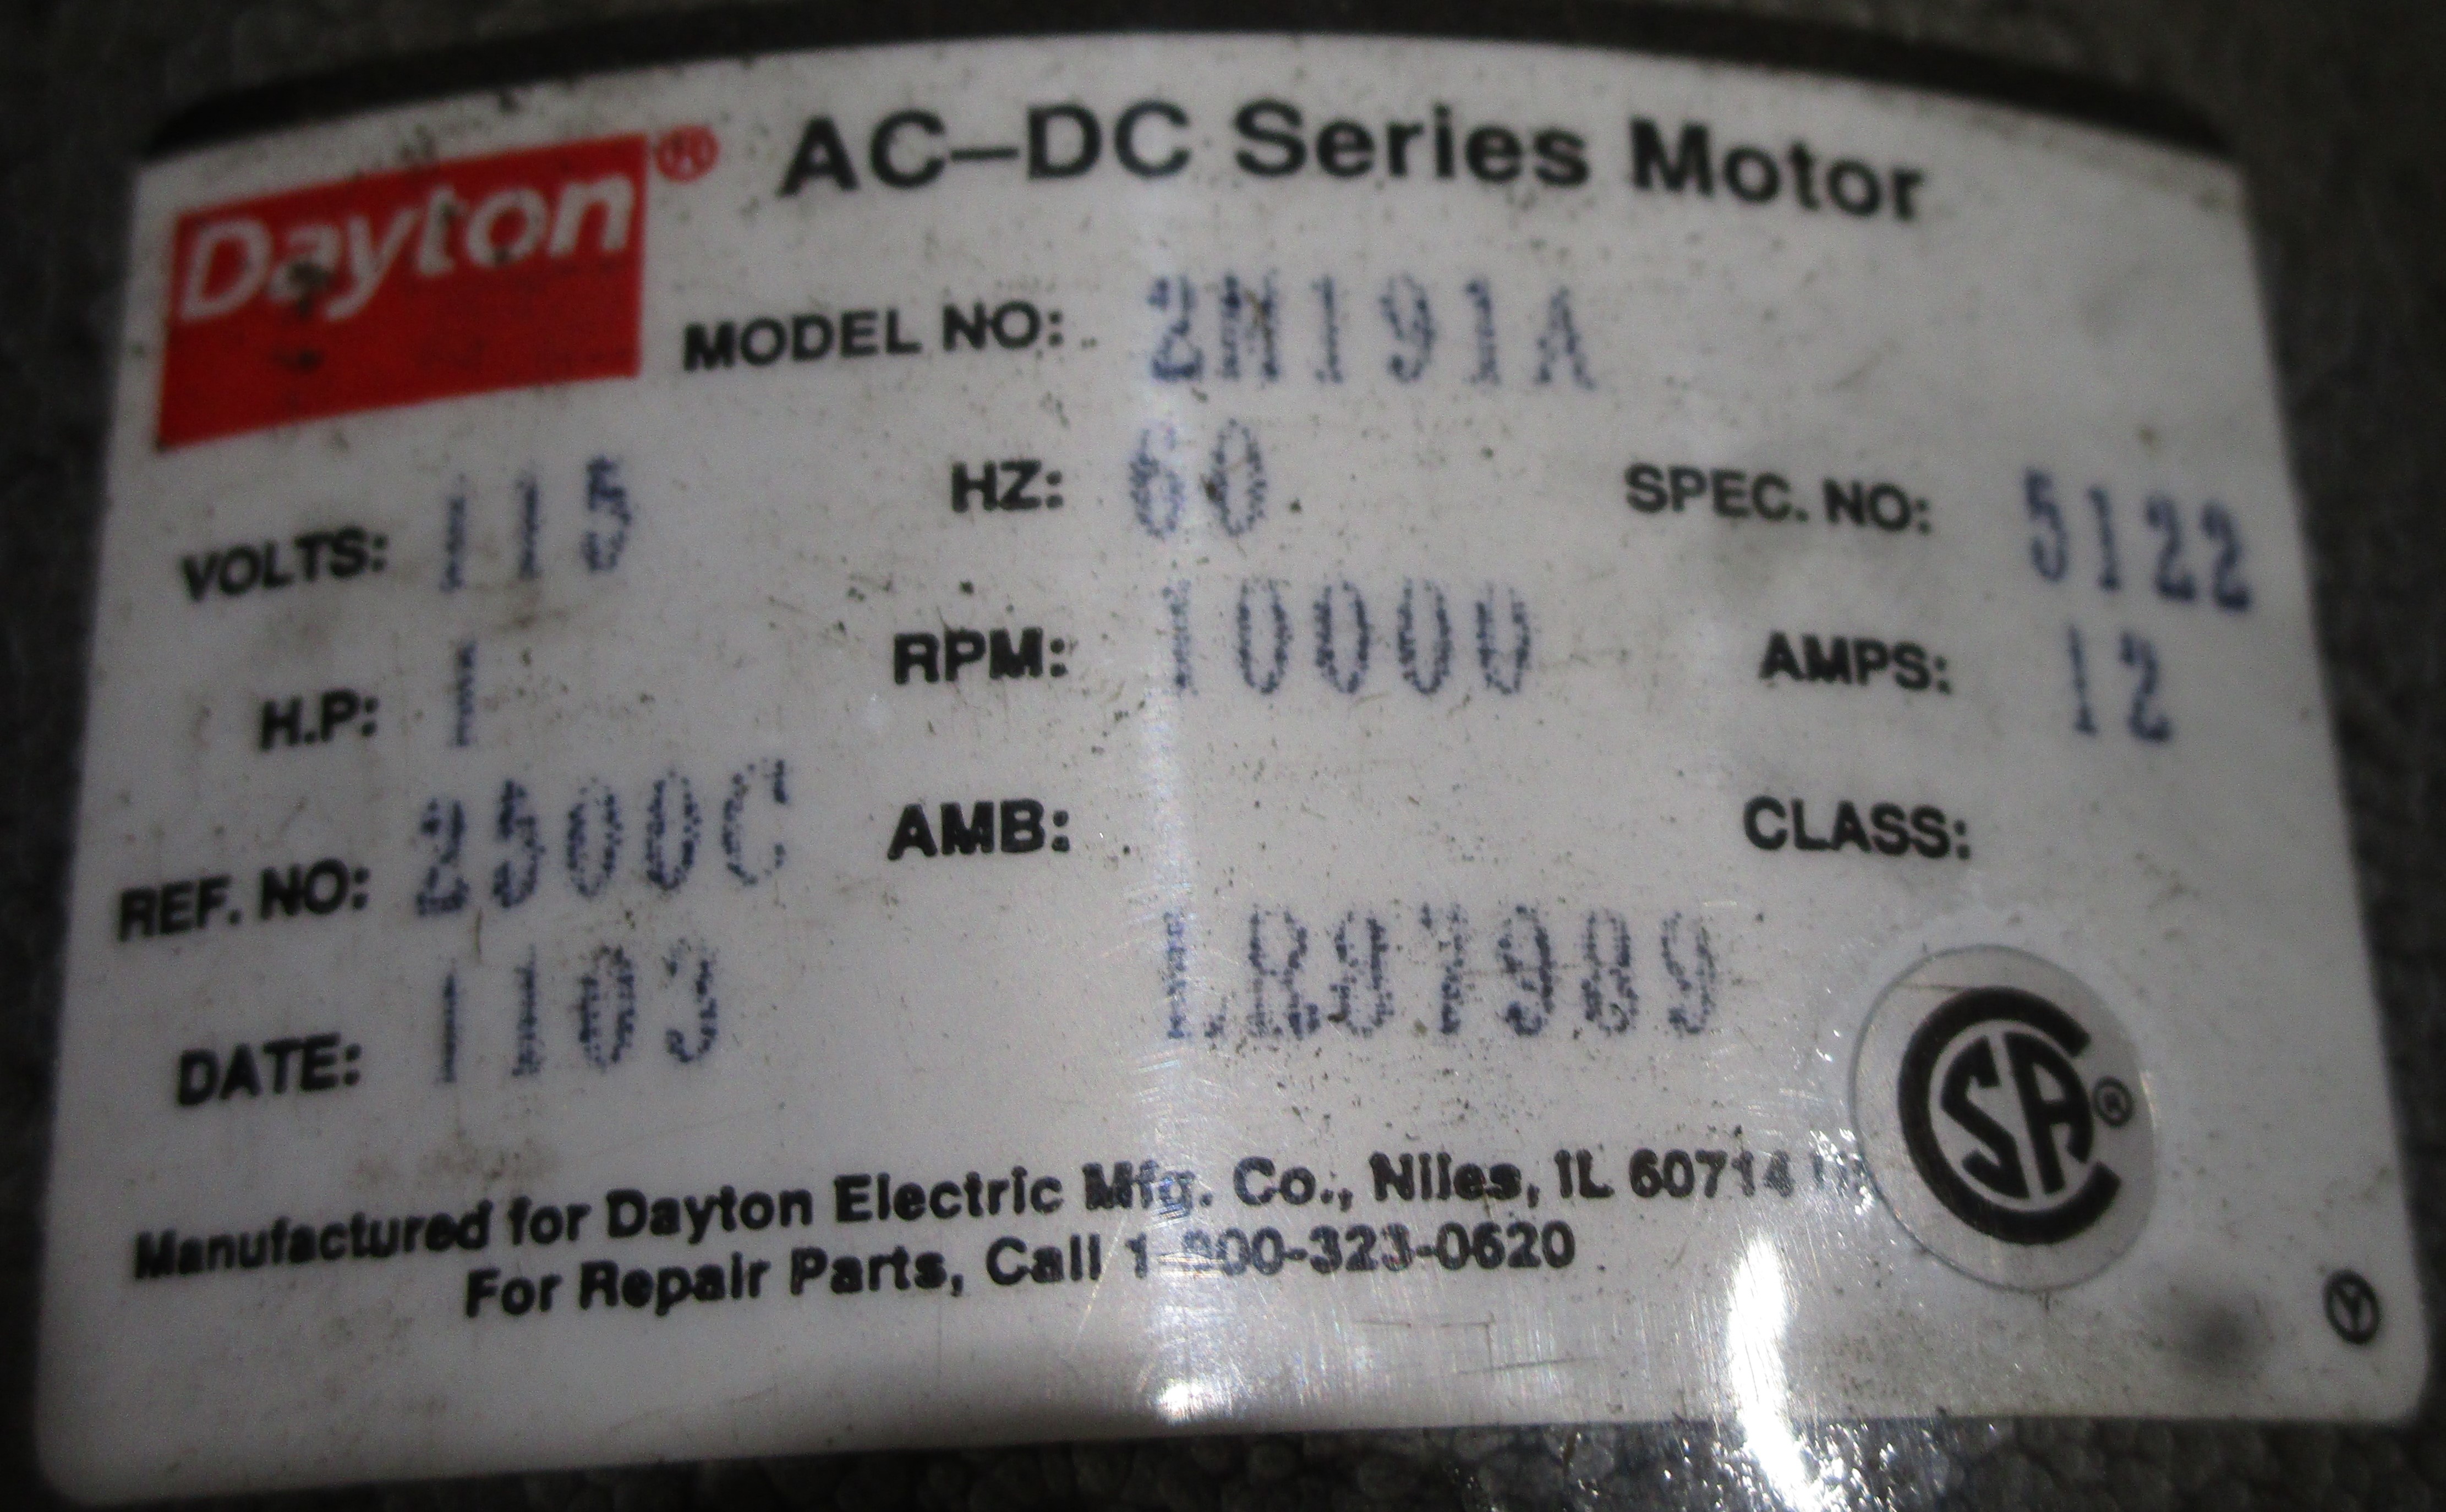 Dayton® AC–DC Series Motor
MODEL NO: 2M191A
VOLTS: 115 HZ: 60 SPEC. NO: 5122
H.P: 1 RPM: 10000 AMPS: 12
REF. NO: 2500C AMB: CLASS:
DATE: 1103 LR87989
Manufactured for Dayton Electric Mfg. Co., Niles, IL 60714
For Repair Parts, Call 1-800-323-0620
CSA®
Y